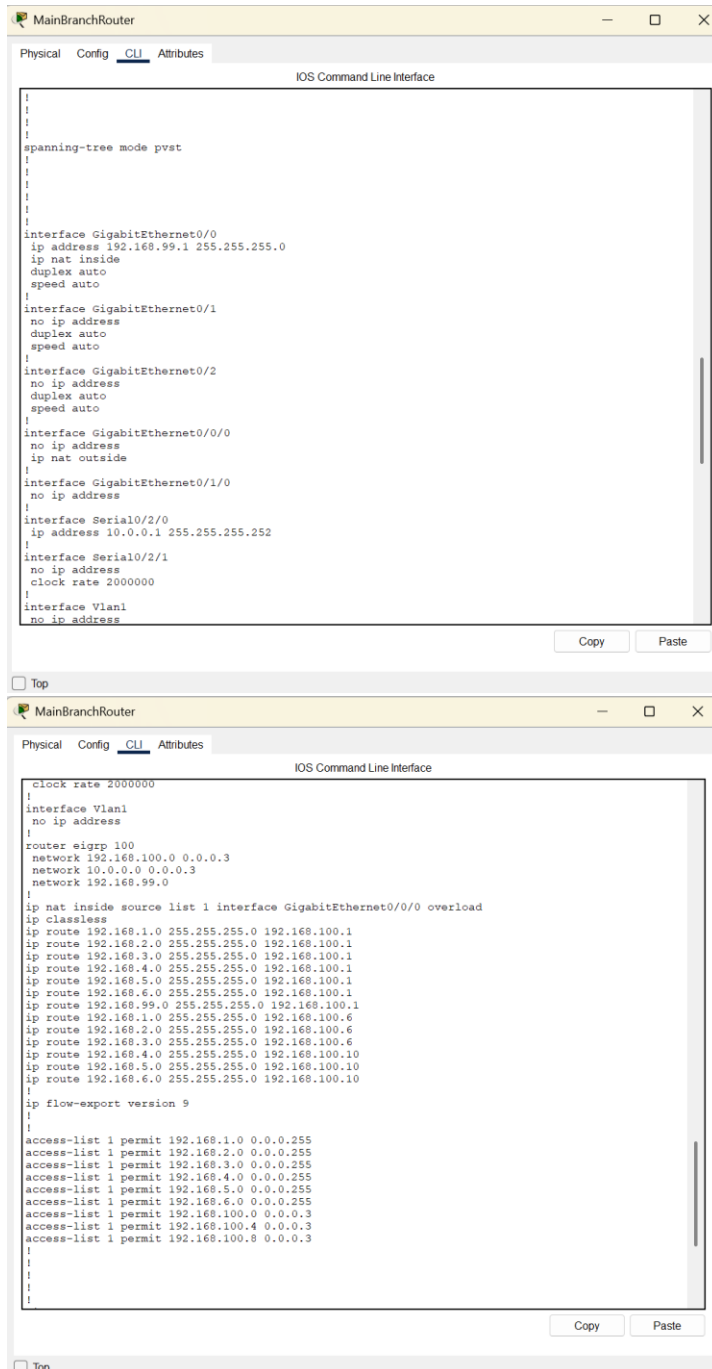 MainBranchRouter
Physical Config CLI Attributes
IOS Command Line Interface
!
!
!
!
spanning-tree mode pvst
!
!
!
!
!
!
interface GigabitEthernet0/0
ip address 192.168.99.1 255.255.255.0
ip nat inside
duplex auto
speed auto
!
interface GigabitEthernet0/1
no ip address
duplex auto
speed auto
!
interface GigabitEthernet0/2
no ip address
duplex auto
speed auto
!
interface GigabitEthernet0/0/0
no ip address
ip nat outside
!
interface GigabitEthernet0/1/0
no ip address
!
interface Serial0/2/0
ip address 10.0.0.1 255.255.255.252
!
interface Serial0/2/1
no ip address
clock rate 2000000
!
interface Vlan1
no ip address
Copy Paste
Top
MainBranchRouter
Physical Config CLI Attributes
IOS Command Line Interface
clock rate 2000000
!
interface Vlan1
no ip address
!
router eigrp 100
network 192.168.100.0 0.0.0.3
network 10.0.0.0 0.0.0.3
network 192.168.99.0
!
ip nat inside source list 1 interface GigabitEthernet0/0/0 overload
ip classless
ip route 192.168.1.0 255.255.255.0 192.168.100.1
ip route 192.168.2.0 255.255.255.0 192.168.100.1
ip route 192.168.3.0 255.255.255.0 192.168.100.1
ip route 192.168.4.0 255.255.255.0 192.168.100.1
ip route 192.168.5.0 255.255.255.0 192.168.100.1
ip route 192.168.6.0 255.255.255.0 192.168.100.1
ip route 192.168.99.0 255.255.255.0 192.168.100.1
ip route 192.168.1.0 255.255.255.0 192.168.100.6
ip route 192.168.2.0 255.255.255.0 192.168.100.6
ip route 192.168.3.0 255.255.255.0 192.168.100.6
ip route 192.168.4.0 255.255.255.0 192.168.100.10
ip route 192.168.5.0 255.255.255.0 192.168.100.10
ip route 192.168.6.0 255.255.255.0 192.168.100.10
!
ip flow-export version 9
!
!
access-list 1 permit 192.168.1.0 0.0.0.255
access-list 1 permit 192.168.2.0 0.0.0.255
access-list 1 permit 192.168.3.0 0.0.0.255
access-list 1 permit 192.168.4.0 0.0.0.255
access-list 1 permit 192.168.5.0 0.0.0.255
access-list 1 permit 192.168.6.0 0.0.0.255
access-list 1 permit 192.168.100.0 0.0.0.3
access-list 1 permit 192.168.100.4 0.0.0.3
access-list 1 permit 192.168.100.8 0.0.0.3
!
!
!
!
!
Copy Paste
Top